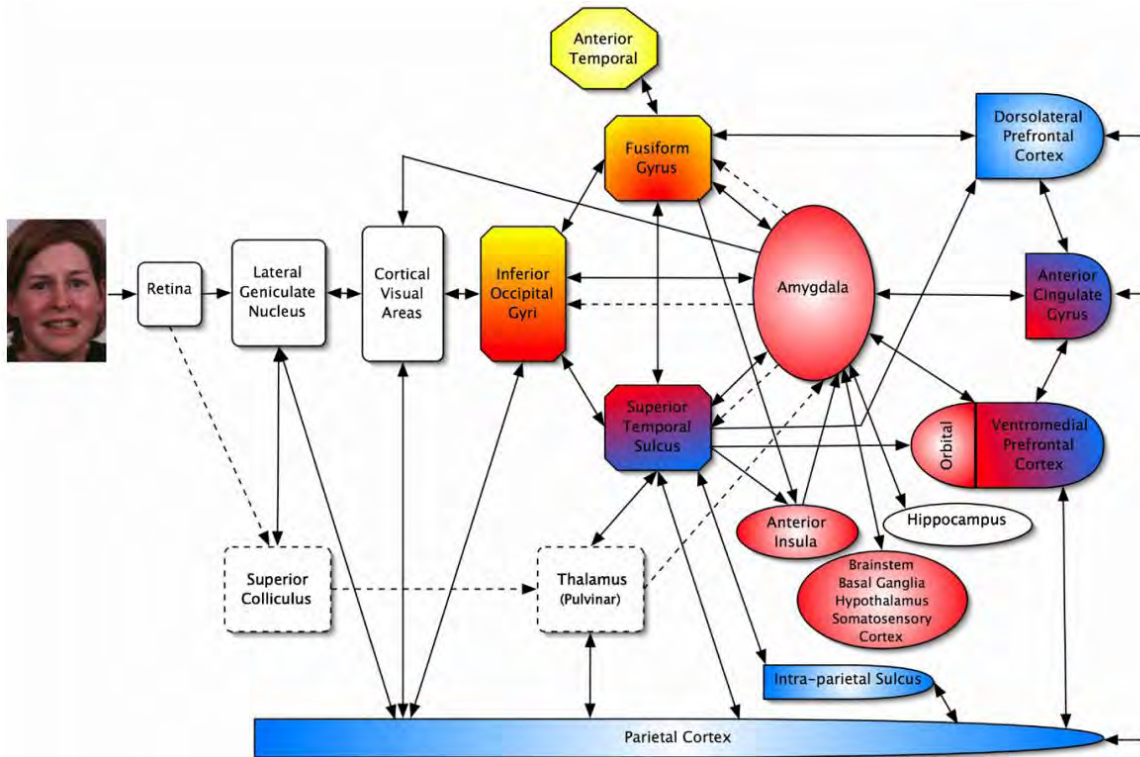 Anterior
Temporal
Dorsolateral
Prefrontal
Cortex
Fusiform
Gyrus
Retina
Lateral
Geniculate
Nucleus
Cortical
Visual
Areas
Inferior
Occipital
Gyri
Amygdala
Anterior
Cingulate
Gyrus
Superior
Temporal
Sulcus
Orbital
Ventromedial
Prefrontal
Cortex
Anterior
Insula
Hippocampus
Superior
Colliculus
Thalamus
(Pulvinar)
Brainstem
Basal Ganglia
Hypothalamus
Somatosensory
Cortex
Intra-parietal Sulcus
Parietal Cortex